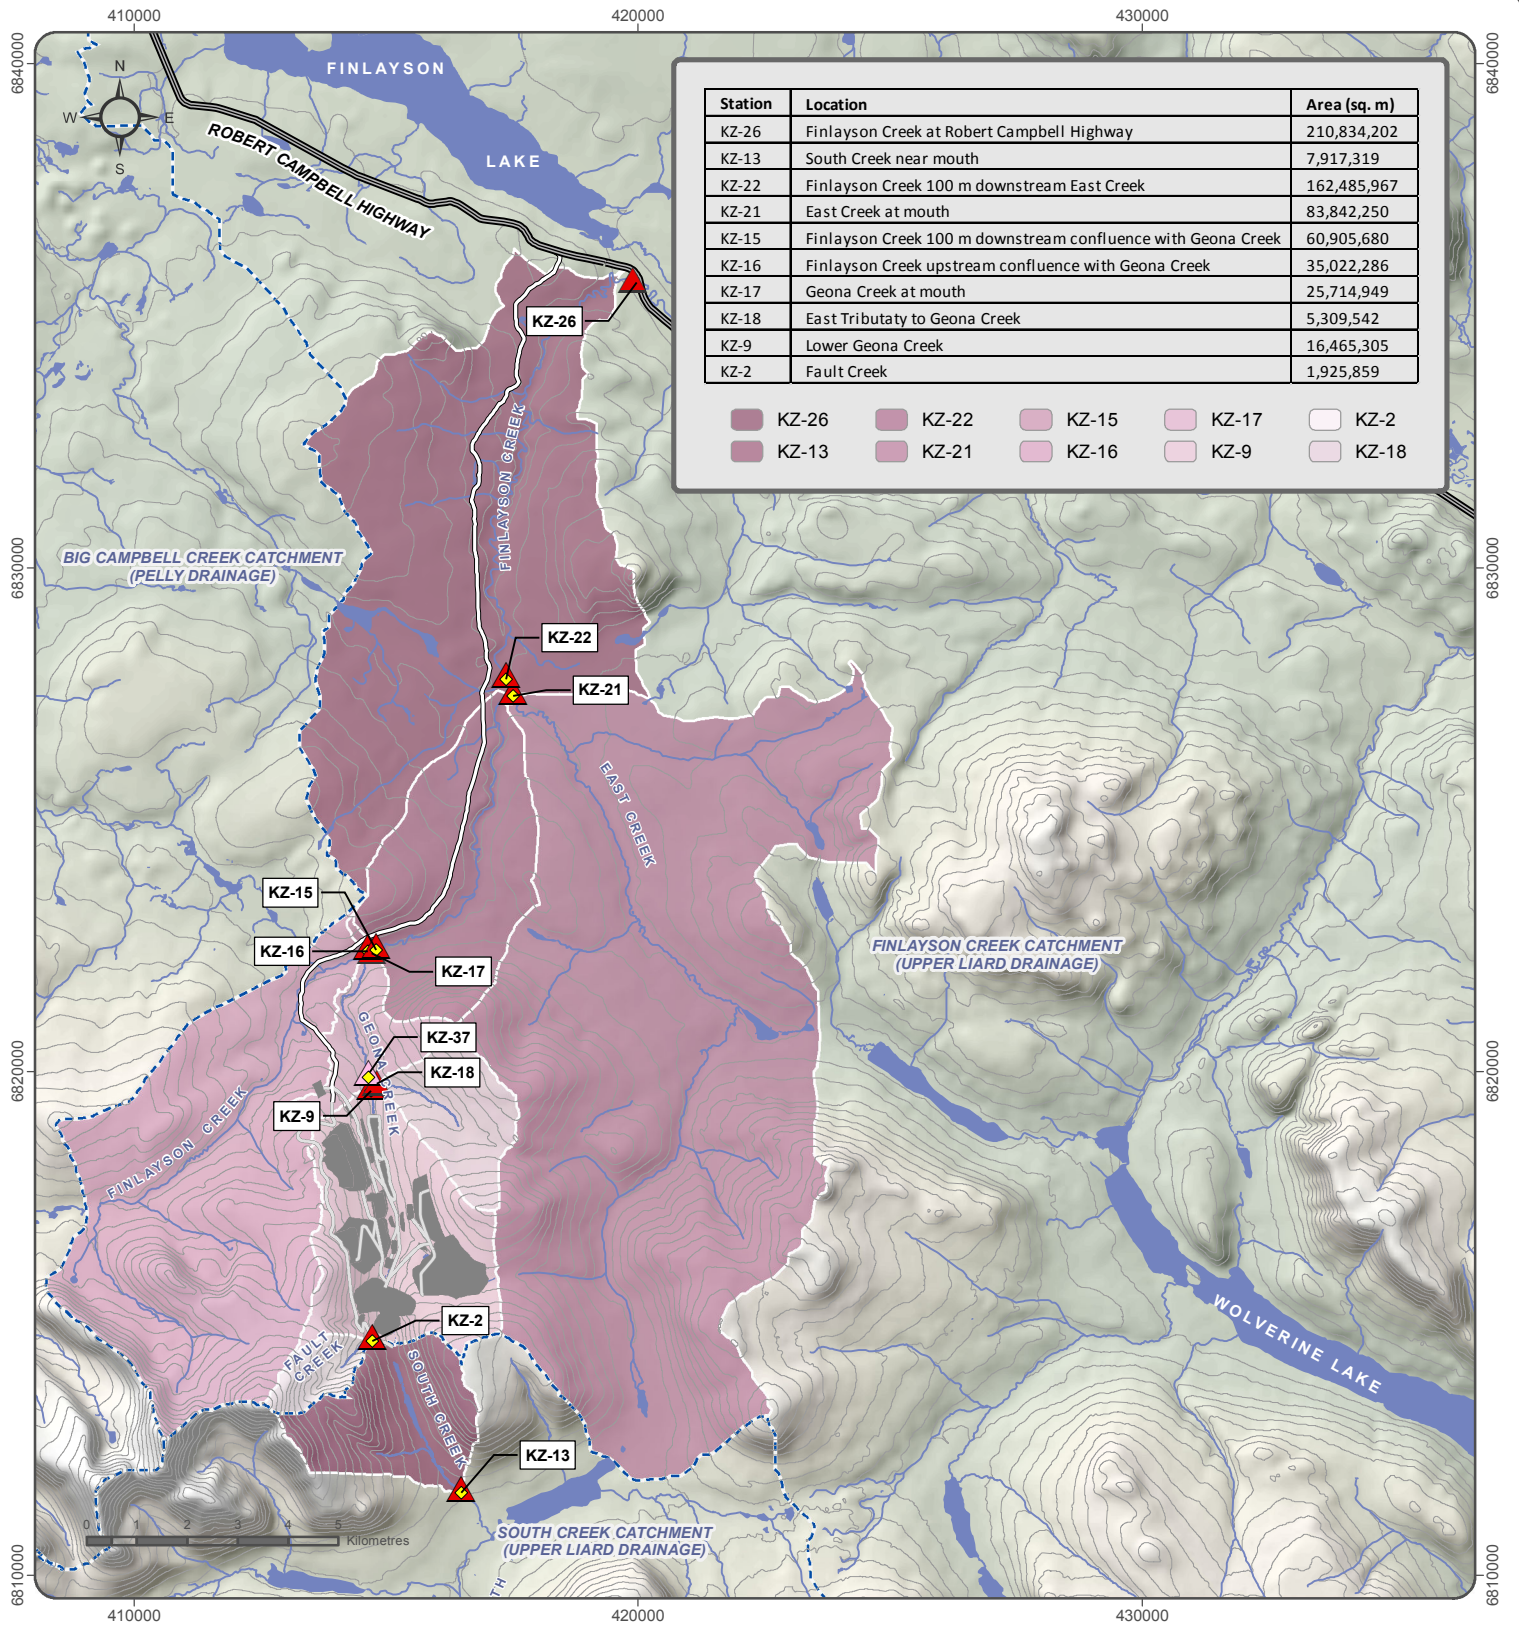 410000 420000 430000
6840000 6840000
FINLAYSON
LAKE
N
W E
S
ROBERT CAMPBELL HIGHWAY
Station Location Area (sq. m)
KZ-26 Finlayson Creek at Robert Campbell Highway 210,834,202
KZ-13 South Creek near mouth 7,917,319
KZ-22 Finlayson Creek 100 m downstream East Creek 162,485,967
KZ-21 East Creek at mouth 83,842,250
KZ-15 Finlayson Creek 100 m downstream confluence with Geona Creek 60,905,680
KZ-16 Finlayson Creek upstream confluence with Geona Creek 35,022,286
KZ-17 Geona Creek at mouth 25,714,949
KZ-18 East Tributaty to Geona Creek 5,309,542
KZ-9 Lower Geona Creek 16,465,305
KZ-2 Fault Creek 1,925,859
KZ-26 KZ-22 KZ-15 KZ-17 KZ-2
KZ-13 KZ-21 KZ-16 KZ-9 KZ-18
KZ-26
FINLAYSON CREEK
BIG CAMPBELL CREEK CATCHMENT
(PELLY DRAINAGE)
6830000 6830000
KZ-22
KZ-21
EAST CREEK
KZ-15
KZ-16
KZ-17
FINLAYSON CREEK CATCHMENT
(UPPER LIARD DRAINAGE)
GEONA CREEK
KZ-37
KZ-18
KZ-9
6820000 6820000
FINLAYSON CREEK
KZ-2
FAULT
CREEK
SOUTH CREEK
WOLVERINE LAKE
KZ-13
0 1 2 3 4 5
Kilometres
SOUTH CREEK CATCHMENT
(UPPER LIARD DRAINAGE)
TH
6810000 6810000
410000 420000 430000